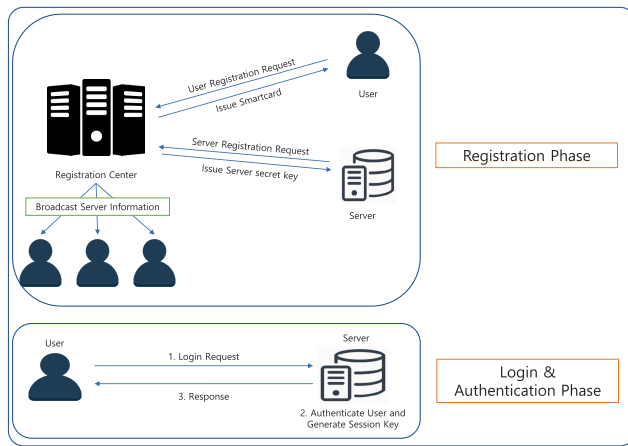 User Registration Request
Issue Smartcard
User
Server Registration Request
Issue Server secret key
Registration Center
Server
Broadcast Server Information
Registration Phase
User
Server
1. Login Request
3. Response
2. Authenticate User and
Generate Session Key
Login &
Authentication Phase